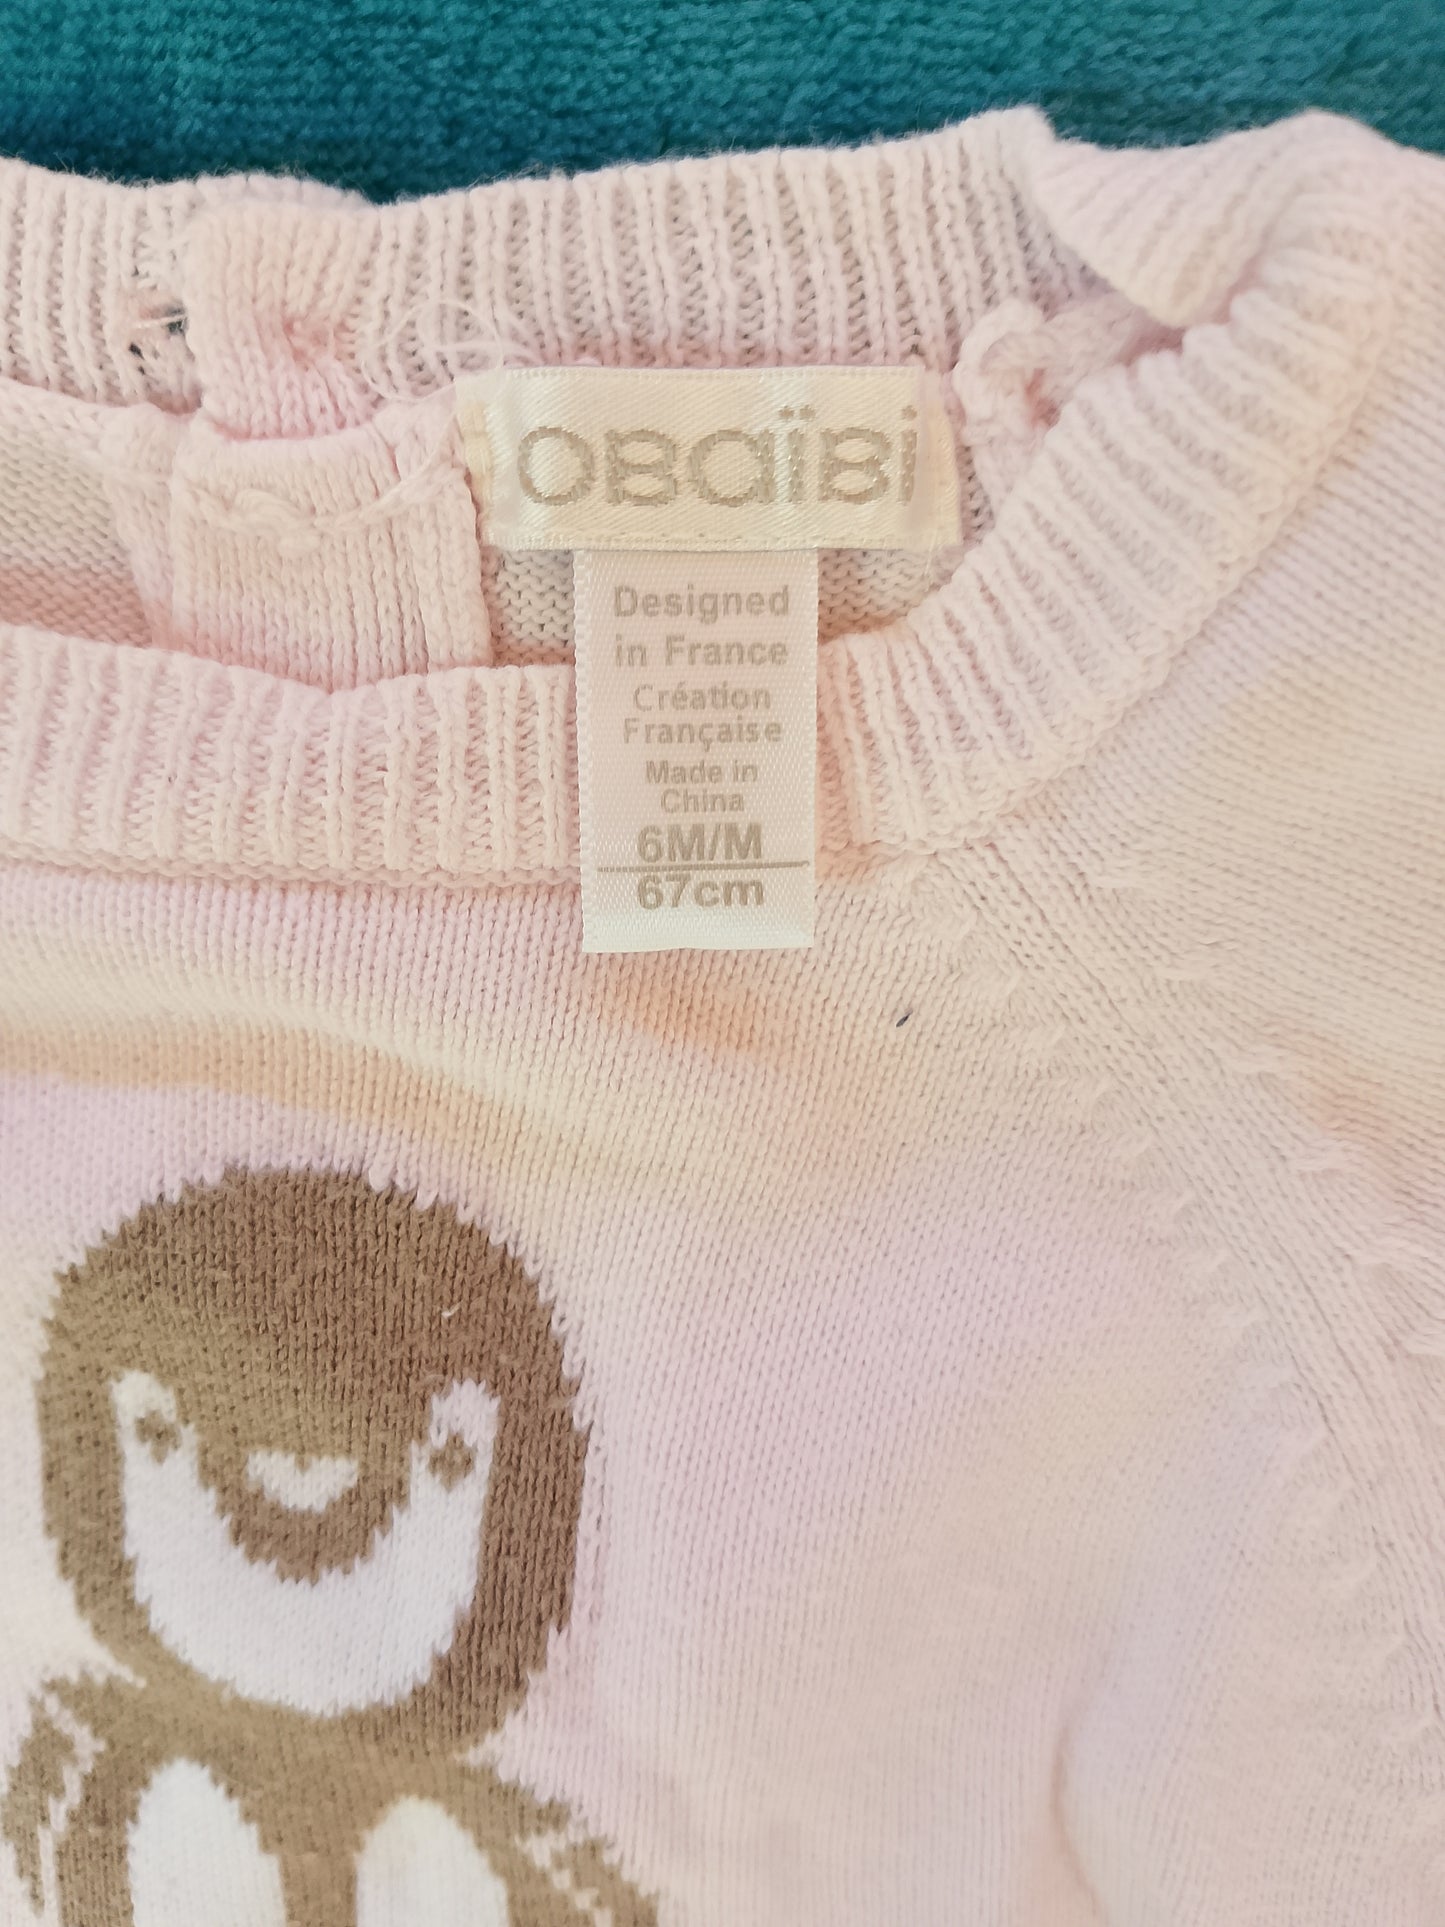 OBaïBi
Designed
in France
Création
Française
Made in
China
6M/M
67cm